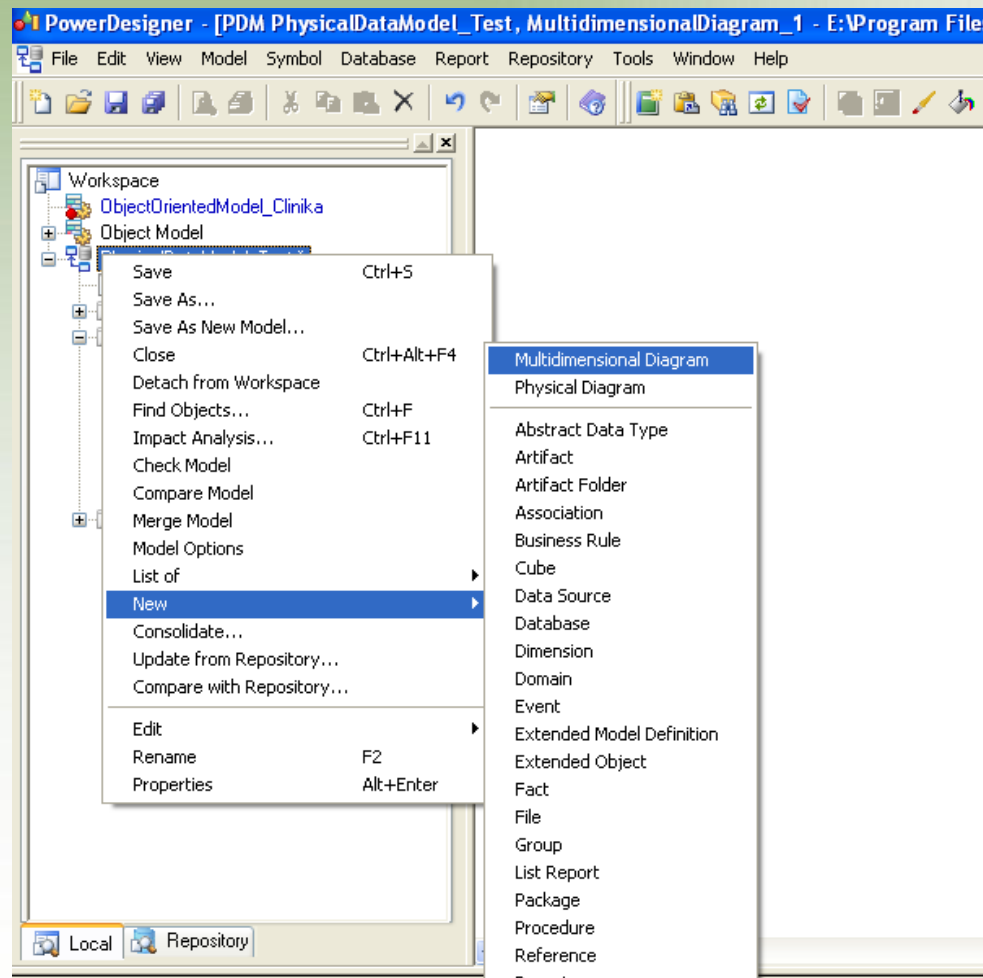 PowerDesigner - [PDM PhysicalDataModel_Test, MultidimensionalDiagram_1 - E:\Program File
File Edit View Model Symbol Database Report Repository Tools Window Help
Workspace
ObjectOrientedModel_Clinika
Object Model
Save Ctrl+S
Save As...
Save As New Model...
Close Ctrl+Alt+F4
Detach from Workspace
Find Objects... Ctrl+F
Impact Analysis... Ctrl+F11
Check Model
Compare Model
Merge Model
Model Options
List of
New
Consolidate...
Update from Repository...
Compare with Repository...
Edit
Rename F2
Properties Alt+Enter
Multidimensional Diagram
Physical Diagram
Abstract Data Type
Artifact
Artifact Folder
Association
Business Rule
Cube
Data Source
Database
Dimension
Domain
Event
Extended Model Definition
Extended Object
Fact
File
Group
List Report
Package
Procedure
Reference
Local Repository